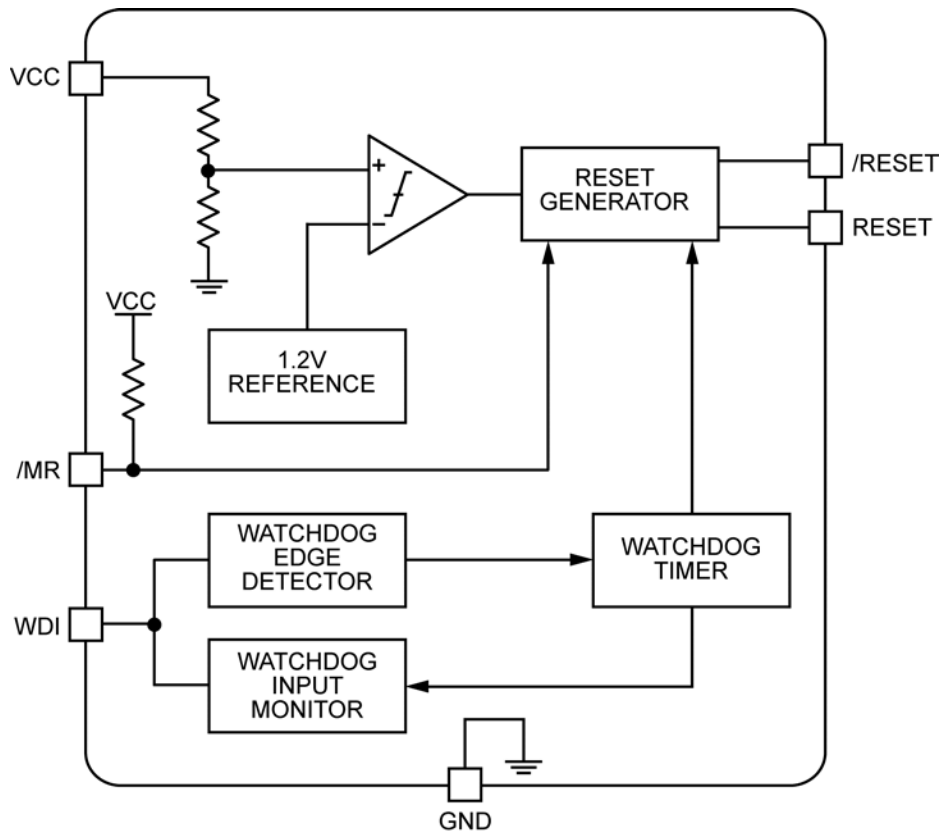 VCC
+
−
RESET
GENERATOR
/RESET
RESET
VCC
1.2V
REFERENCE
/MR
WATCHDOG
EDGE
DETECTOR
WATCHDOG
TIMER
WDI
WATCHDOG
INPUT
MONITOR
GND